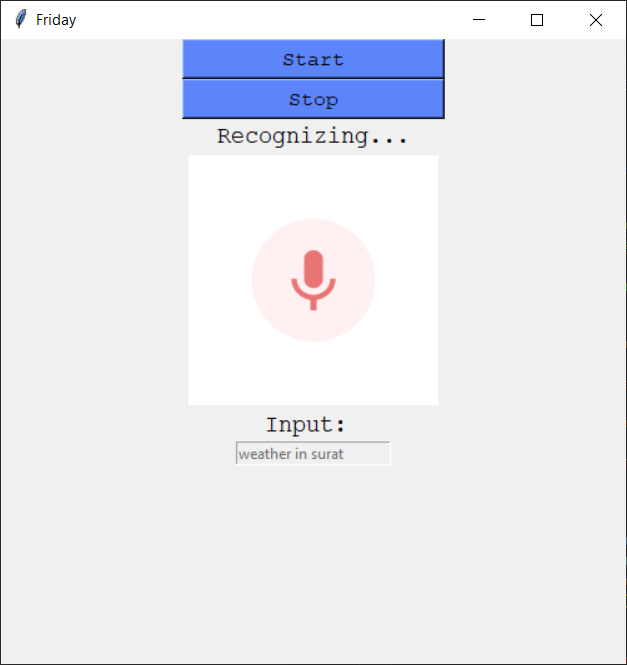 Friday
Start
Stop
Recognizing...
Input:
weather in surat